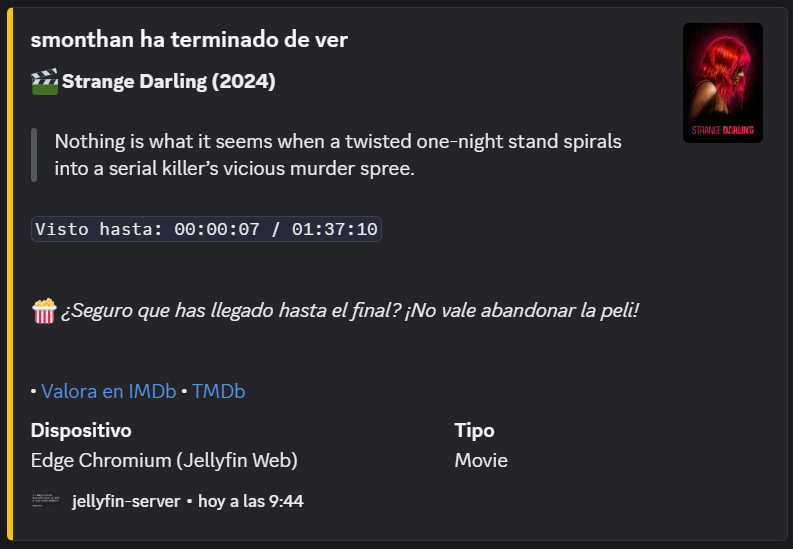 smonthan ha terminado de ver
Strange Darling (2024)
STRANGE DARLING
Nothing is what it seems when a twisted one-night stand spirals
into a serial killer’s vicious murder spree.
Visto hasta: 00:00:07 / 01:37:10
¿Seguro que has llegado hasta el final? ¡No vale abandonar la peli!
• Valora en IMDb • TMDb
Dispositivo
Tipo
Edge Chromium (Jellyfin Web)
Movie
jellyfin-server • hoy a las 9:44